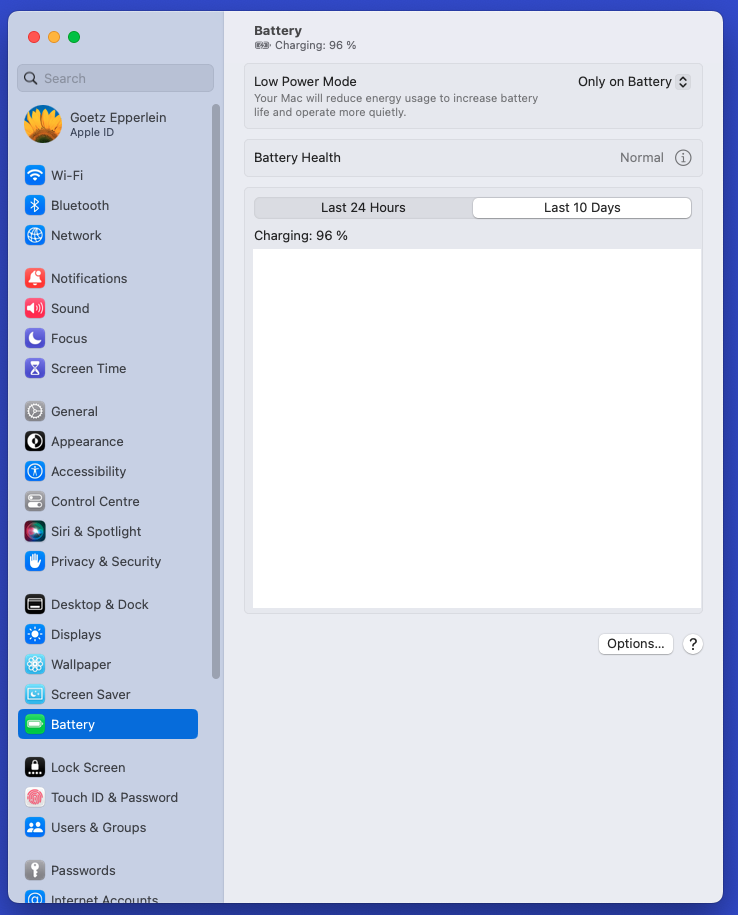 Search
Goetz Epperlein
Apple ID
Wi-Fi
Bluetooth
Network
Notifications
Sound
Focus
Screen Time
General
Appearance
Accessibility
Control Centre
Siri & Spotlight
Privacy & Security
Desktop & Dock
Displays
Wallpaper
Screen Saver
Battery
Lock Screen
Touch ID & Password
Users & Groups
Passwords
Internet Accounts
Battery
Charging: 96 %
Low Power Mode
Only on Battery
Your Mac will reduce energy usage to increase battery
life and operate more quietly.
Battery Health
Normal
Last 24 Hours
Last 10 Days
Charging: 96 %
Options...
?